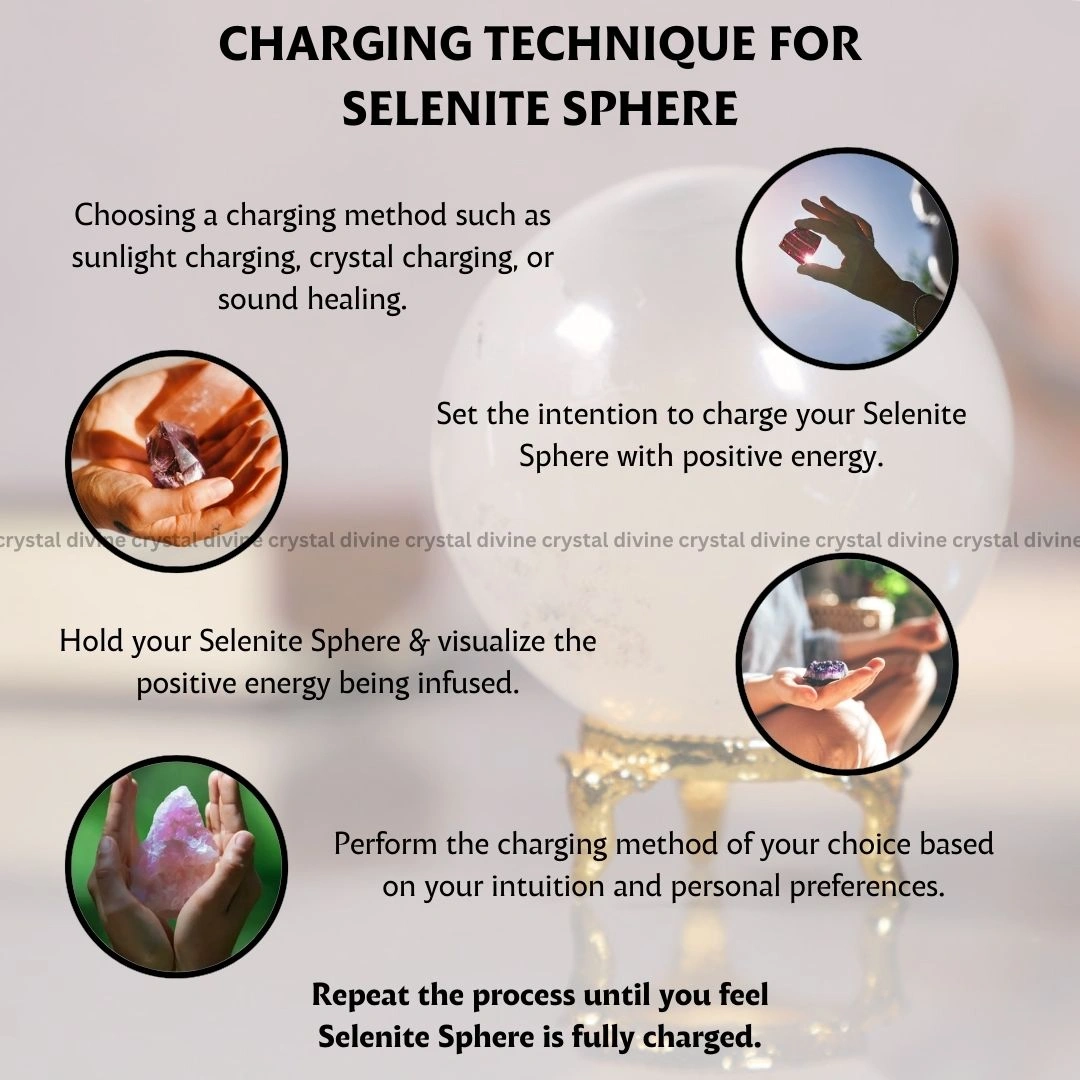 CHARGING TECHNIQUE FOR
SELENITE SPHERE
Choosing a charging method such as
sunlight charging, crystal charging, or
sound healing.
Set the intention to charge your Selenite
Sphere with positive energy.
crystal divine crystal divine crystal divine crystal divine crystal divine crystal divine crystal divine crystal divine
Hold your Selenite Sphere & visualize the
positive energy being infused.
Perform the charging method of your choice based
on your intuition and personal preferences.
Repeat the process until you feel
Selenite Sphere is fully charged.